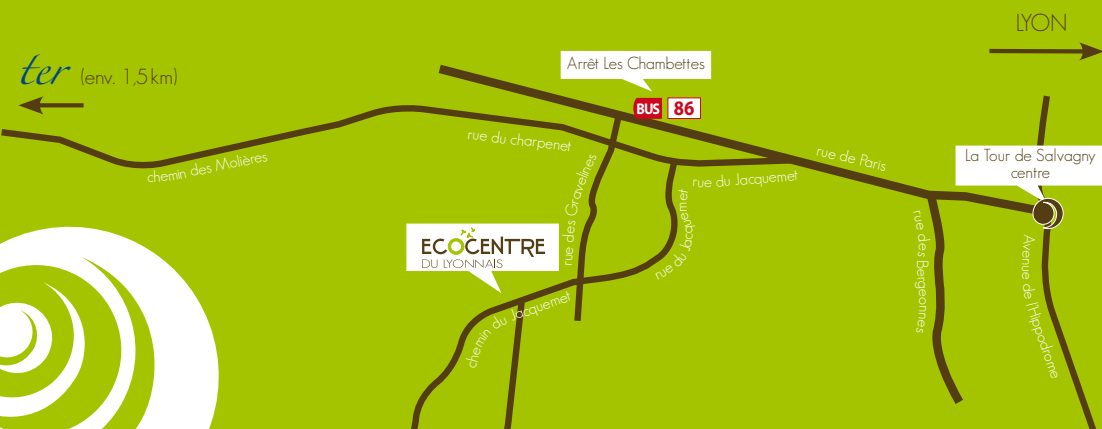 LYON
ter (env. 1,5 km)
Arrêt Les Chambettes
BUS 86
rue du charpenet
chemin des Molières
rue de Paris
La Tour de Salvagny
centre
rue du Jacquemet
rue des Gravelines
rue du Jacquemet
rue des Bergeonnes
Avenue de l'Hippodrome
ECOCENTRE
DU LYONNAIS
chemin du Jacquemet